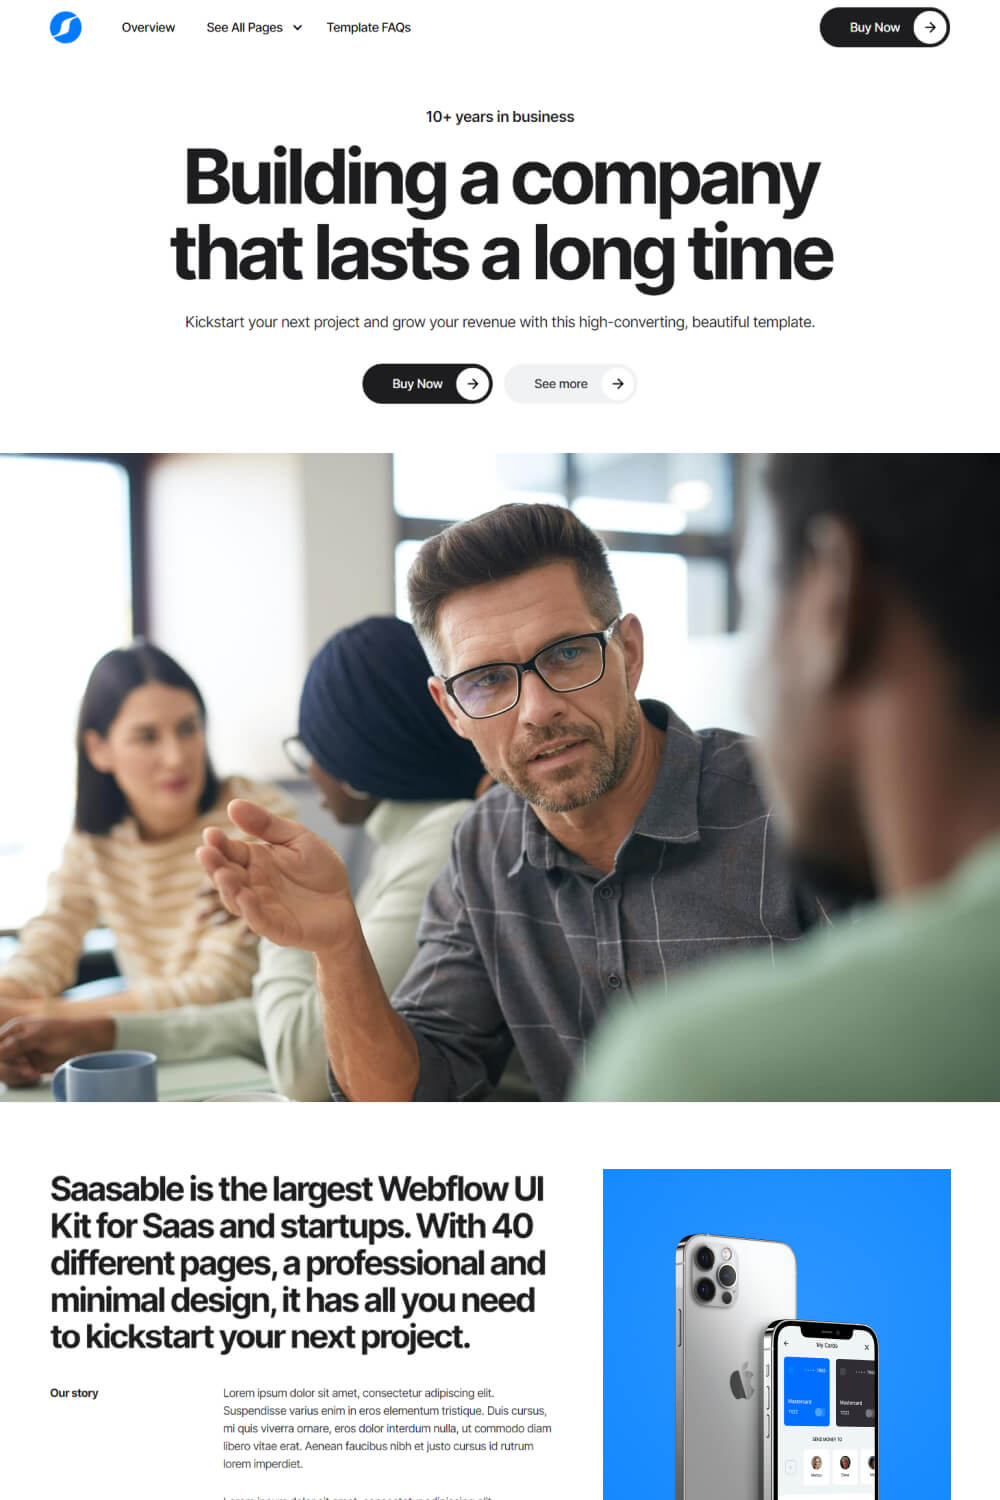 Overview
See All Pages
Template FAQs
Buy Now
10+ years in business
Building a company
that lasts a long time
Kickstart your next project and grow your revenue with this high-converting, beautiful template.
Buy Now
See more
Saasable is the largest Webflow UI
Kit for Saas and startups. With 40
different pages, a professional and
minimal design, it has all you need
to kickstart your next project.
Our story
Lorem ipsum dolor sit amet, consectetur adipiscing elit.
Suspendisse varius enim in eros elementum tristique. Duis cursus,
mi quis viverra ornare, eros dolor interdum nulla, ut commodo diam
libero vitae erat. Aenean faucibus nibh et justo cursus id rutrum
lorem imperdiet.
My Cards
Mastercard
Mastercard
SEND MONEY TO